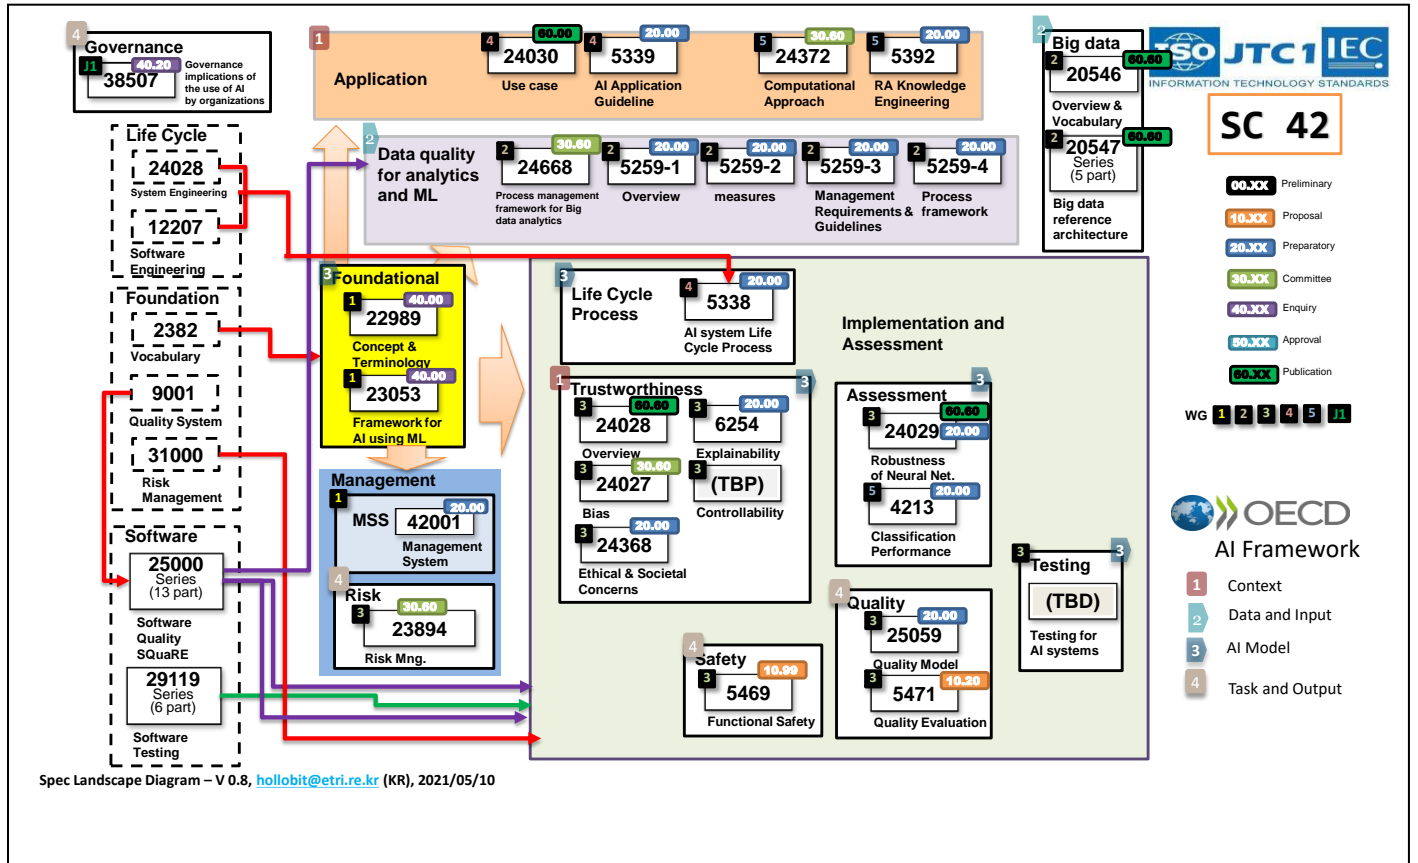 4
Governance
J1
40.20
38507
Governance
implications of
the use of AI
by organizations
1
Application
4
60.00
24030
Use case
4
20.00
5339
AI Application
Guideline
5
30.60
24372
Computational
Approach
5
20.00
5392
RA Knowledge
Engineering
2
Big data
2
60.60
20546
Overview &
Vocabulary
2
60.60
20547
Series
(5 part)
Big data
reference
architecture
ISO JTC1 IEC
INFORMATION TECHNOLOGY STANDARDS
SC 42
00.XX Preliminary
10.XX Proposal
20.XX Preparatory
30.XX Committee
40.XX Enquiry
50.XX Approval
60.XX Publication
WG 1 2 3 4 5 J1
OECD
AI Framework
1 Context
2 Data and Input
3 AI Model
4 Task and Output
Life Cycle
24028
System Engineering
12207
Software
Engineering
Foundation
2382
Vocabulary
9001
Quality System
31000
Risk
Management
Software
25000
Series
(13 part)
Software
Quality
SQuaRE
29119
Series
(6 part)
Software
Testing
2
Data quality
for analytics
and ML
2
30.60
24668
Process management
framework for Big
data analytics
2
20.00
5259-1
Overview
2
20.00
5259-2
measures
2
20.00
5259-3
Management
Requirements &
Guidelines
2
20.00
5259-4
Process
framework
3
Foundational
1
40.00
22989
Concept &
Terminology
1
40.00
23053
Framework for
AI using ML
Management
1
MSS
20.00
42001
Management
System
4
Risk
30.60
3
23894
Risk Mng.
Implementation and
Assessment
3
Life Cycle
Process
4
20.00
5338
AI system Life
Cycle Process
1
Trustworthiness
3
3
60.60
24028
Overview
3
20.00
6254
Explainability
3
30.60
24027
Bias
3
(TBP)
Controllability
3
20.00
24368
Ethical & Societal
Concerns
3
Assessment
3
60.60
24029
20.00
Robustness
of Neural Net.
5
20.00
4213
Classification
Performance
3
3
Testing
(TBD)
Testing for
AI systems
4
Safety
3
10.99
5469
Functional Safety
4
Quality
3
20.00
25059
Quality Model
3
10.20
5471
Quality Evaluation
Spec Landscape Diagram – V 0.8, hollobit@etri.re.kr (KR), 2021/05/10